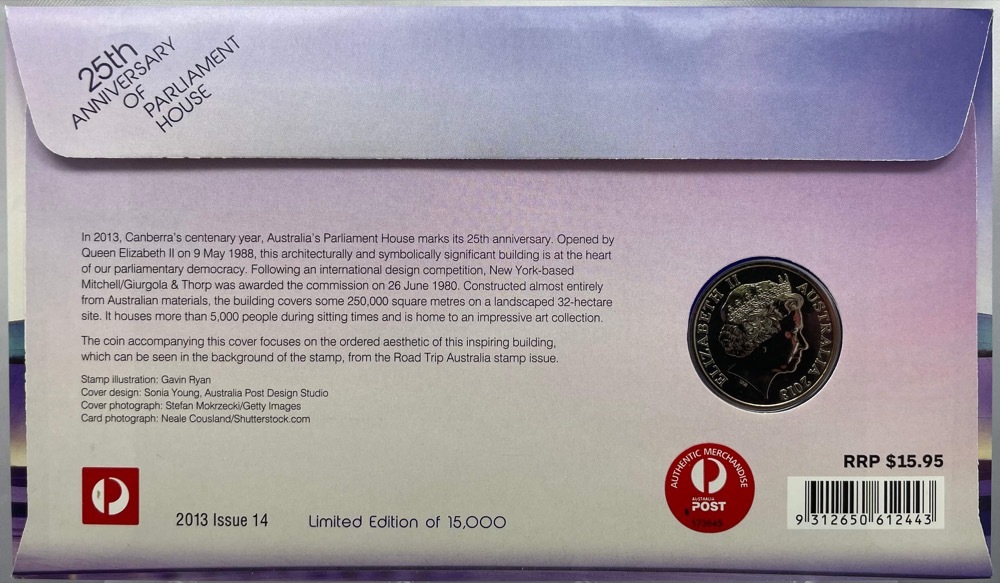 25th
ANNIVERSARY
OF
PARLIAMENT
HOUSE
In 2013, Canberra's centenary year, Australia's Parliament House marks its 25th anniversary. Opened by
Queen Elizabeth II on 9 May 1988, this architecturally and symbolically significant building is at the heart
of our parliamentary democracy. Following an international design competition, New York-based
Mitchell/Giurgola & Thorp was awarded the commission on 26 June 1980. Constructed almost entirely
from Australian materials, the building covers some 250,000 square metres on a landscaped 32-hectare
site. It houses more than 5,000 people during sitting times and is home to an impressive art collection.
The coin accompanying this cover focuses on the ordered aesthetic of this inspiring building,
which can be seen in the background of the stamp, from the Road Trip Australia stamp issue.
Stamp illustration: Gavin Ryan
Cover design: Sonia Young, Australia Post Design Studio
Cover photograph: Stefan Mokrzecki/Getty Images
Card photograph: Neale Cousland/Shutterstock.com
ELIZABETH II AUSTRALIA 2013
2013 Issue 14
Limited Edition of 15,000
AUTHENTIC MERCHANDISE
AUSTRALIA
POST
RRP $15.95
9 312650 612443